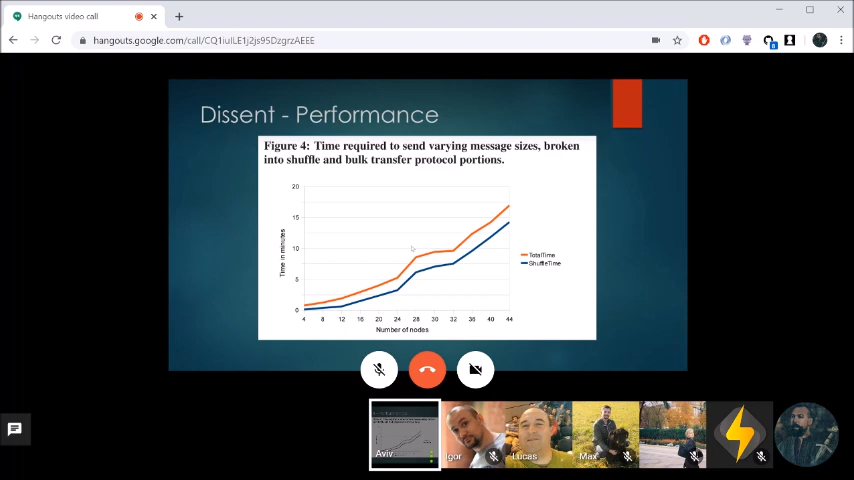 Hangouts video call
hangouts.google.com/call/CQ1iuILE1j2js95DzgrzAEEE
8
Dissent - Performance
Figure 4: Time required to send varying message sizes, broken
into shuffle and bulk transfer protocol portions.
20
15
10
5
0
Time in minutes
4 8 12 16 20 24 28 30 32 36 40 44
Number of nodes
TotalTime
ShuffleTime
Aviv
Igor
Lucas
Max